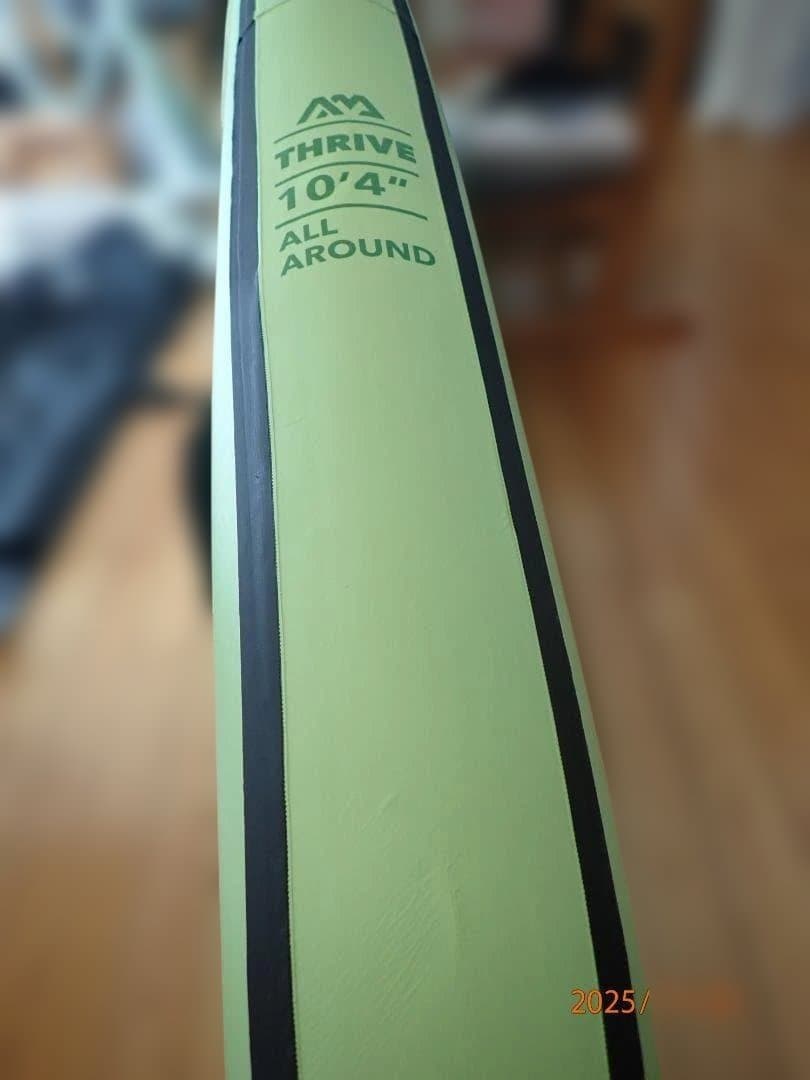 THRIVE
10'4"
ALL
AROUND
2025/